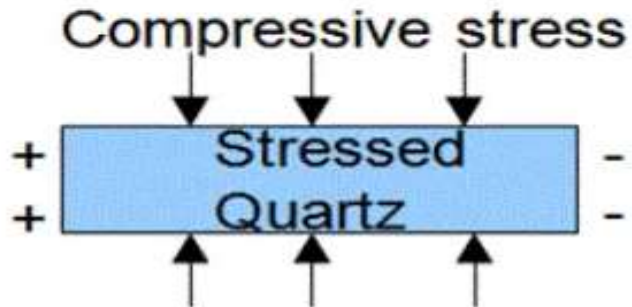 Compressive stress
+ Stressed -
+ Quartz -